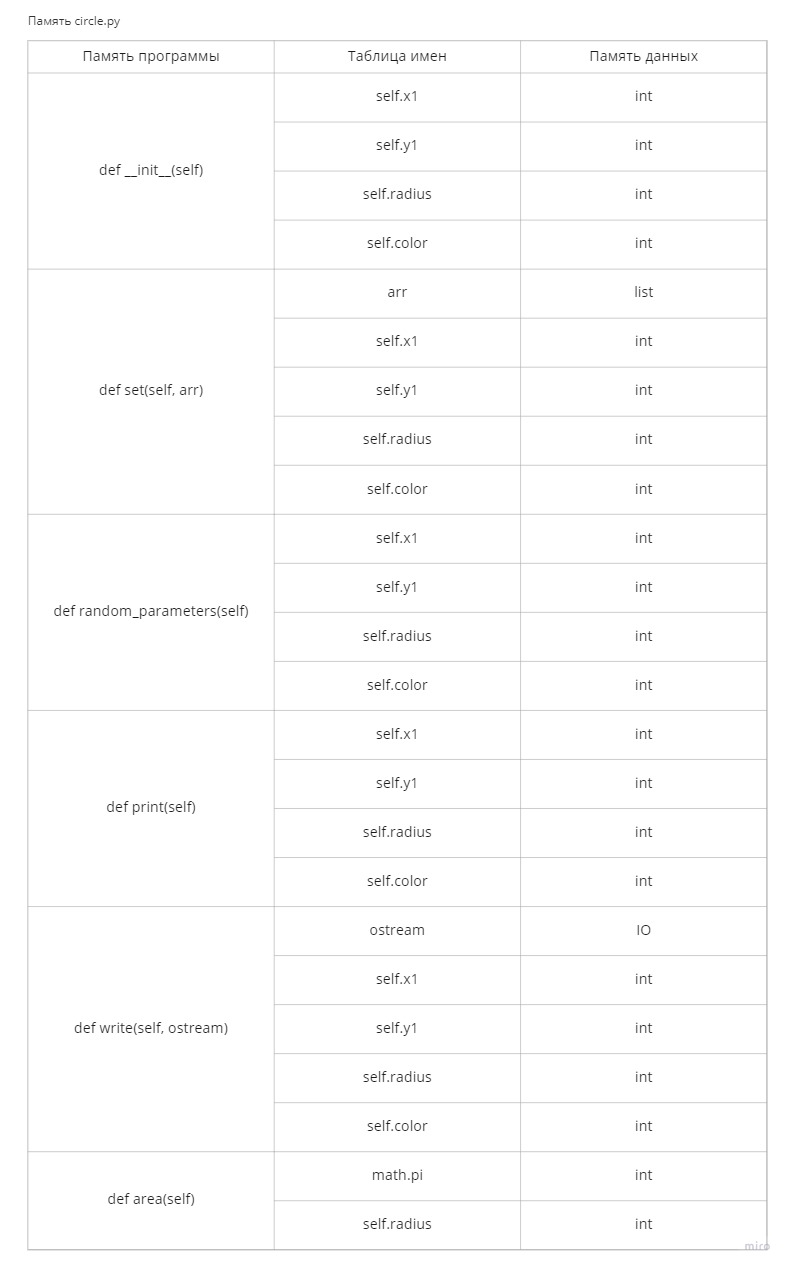 Память circle.py
Память программы Таблица имен Память данных
def __init__(self)
self.x1 int
self.y1 int
self.radius int
self.color int
def set(self, arr)
arr list
self.x1 int
self.y1 int
self.radius int
self.color int
def random_parameters(self)
self.x1 int
self.y1 int
self.radius int
self.color int
def print(self)
self.x1 int
self.y1 int
self.radius int
self.color int
def write(self, ostream)
ostream IO
self.x1 int
self.y1 int
self.radius int
self.color int
def area(self)
math.pi int
self.radius int
miro